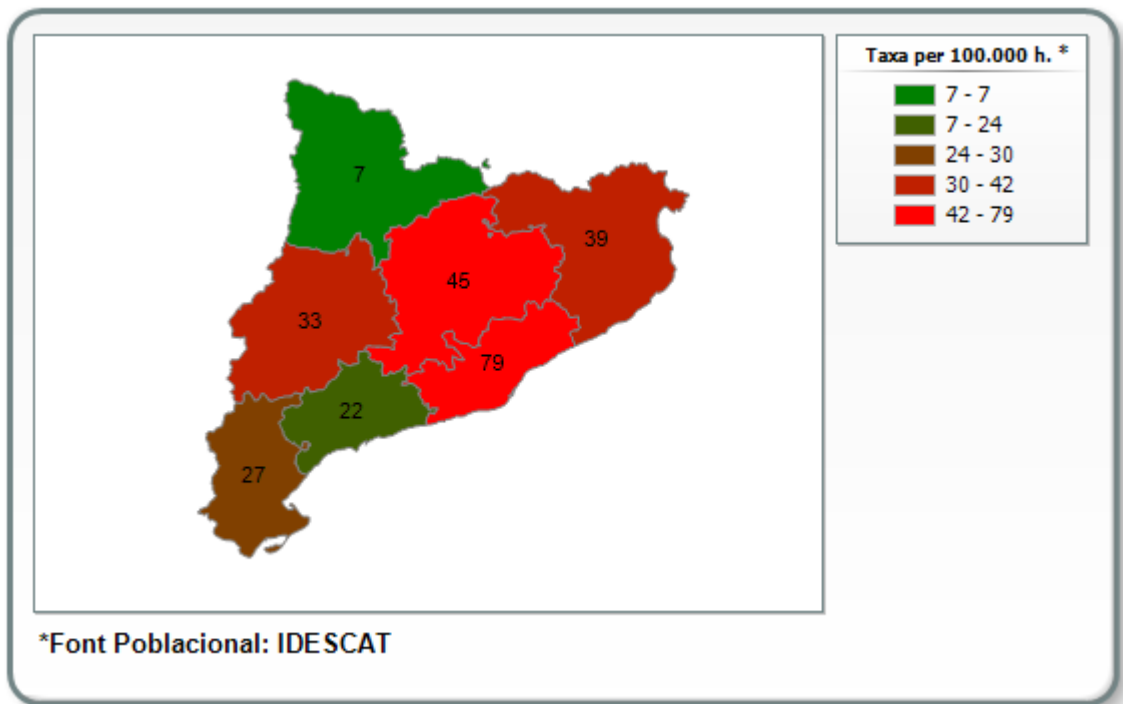 Taxa per 100.000 h. *
7 - 7
7 - 24
24 - 30
30 - 42
42 - 79
7
39
45
33
79
22
27
*Font Poblacional: IDESCAT